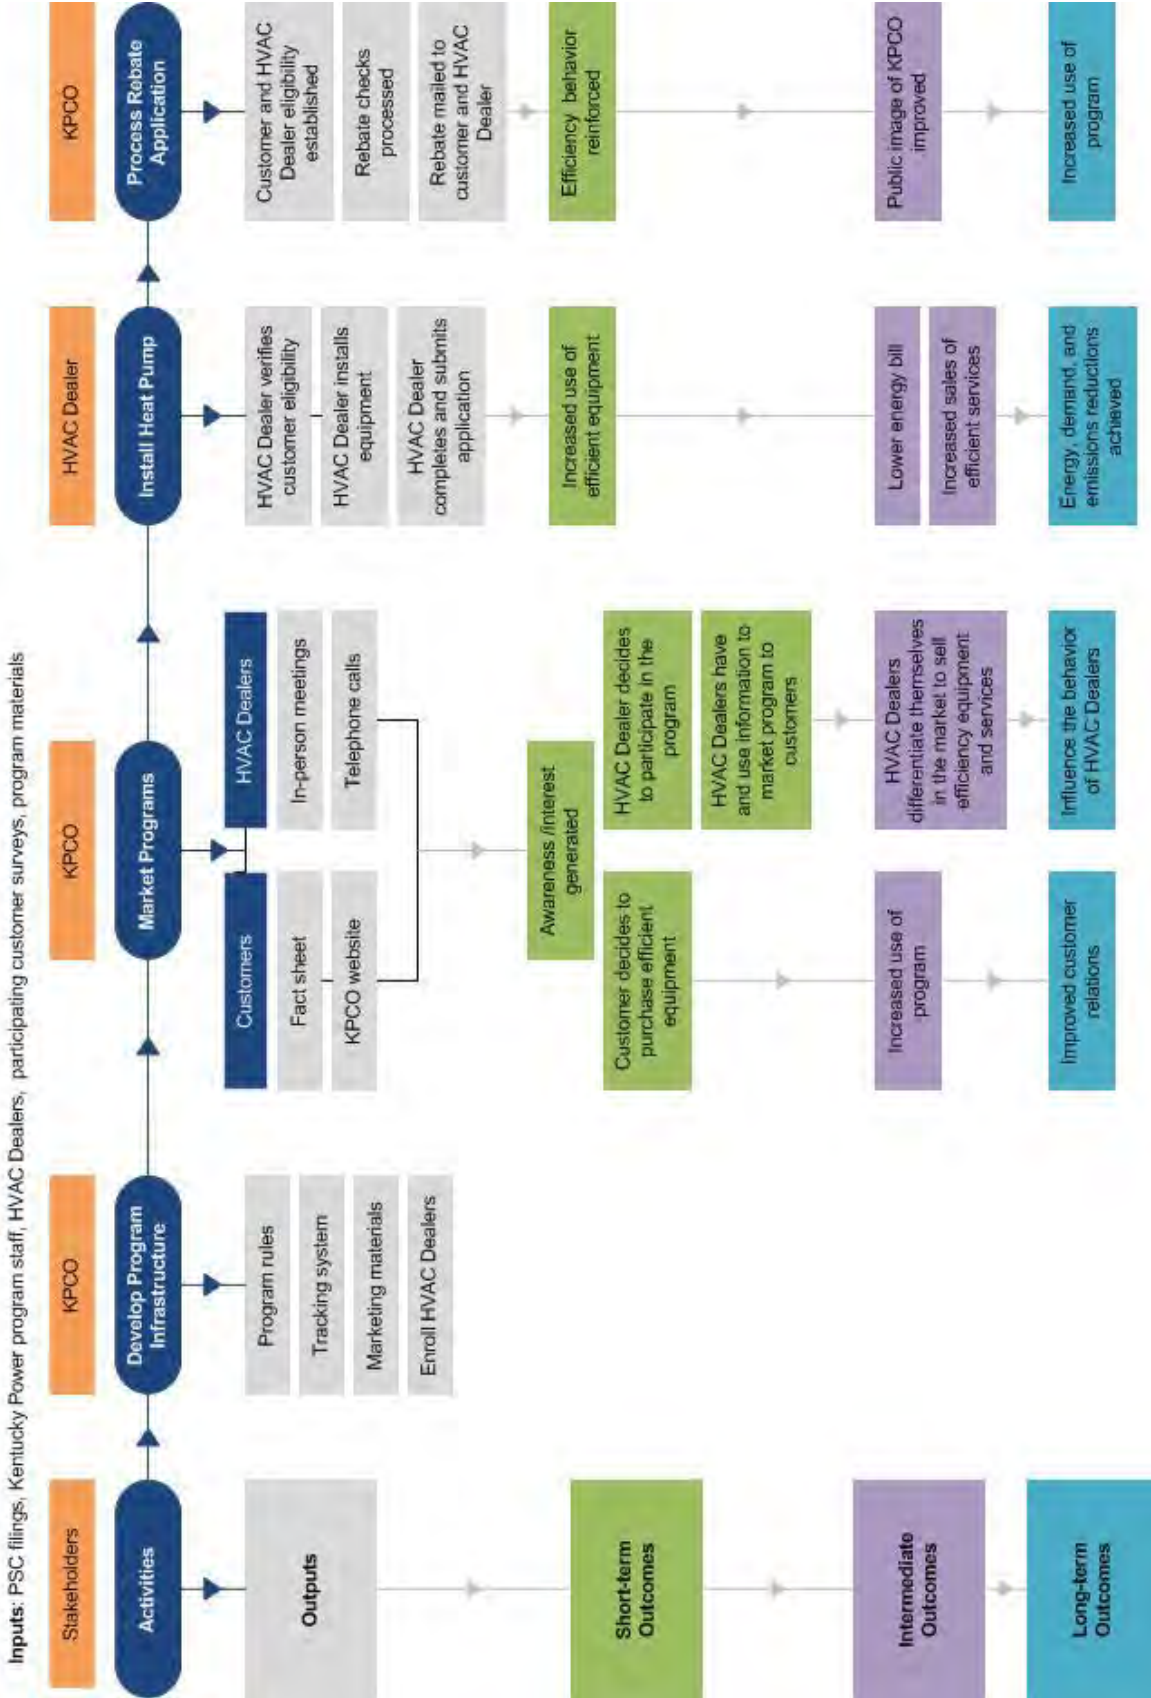 Inputs: PSC filings, Kentucky Power program staff, HVAC Dealers, participating customer surveys, program materials
Stakeholders
KPCO
KPCO
HVAC Dealer
KPCO
Activities
Develop Program
Infrastructure
Market Programs
Install Heat Pump
Process Rebate
Application
Outputs
Program rules
Tracking system
Marketing materials
Enroll HVAC Dealers
Customers
Fact sheet
KPCO website
HVAC Dealers
In-person meetings
Telephone calls
HVAC Dealer verifies
customer eligibility
HVAC Dealer installs
equipment
HVAC Dealer
completes and submits
application
Customer and HVAC
Dealer eligibility
established
Rebate checks
processed
Rebate mailed to
customer and HVAC
Dealer
Short-term
Outcomes
Awareness /interest
generated
Customer decides to
purchase efficient
equipment
HVAC Dealer decides
to participate in the
program
HVAC Dealers have
and use information to
market program to
customers
Increased use of
efficient equipment
Efficiency behavior
reinforced
Intermediate
Outcomes
Increased use of
program
HVAC Dealers
differentiate themselves
in the market to sell
efficiency equipment
and services
Lower energy bill
Increased sales of
efficient services
Public image of KPCO
improved
Long-term
Outcomes
Improved customer
relations
Influence the behavior
of HVAC Dealers
Energy, demand, and
emissions reductions
achieved
Increased use of
program